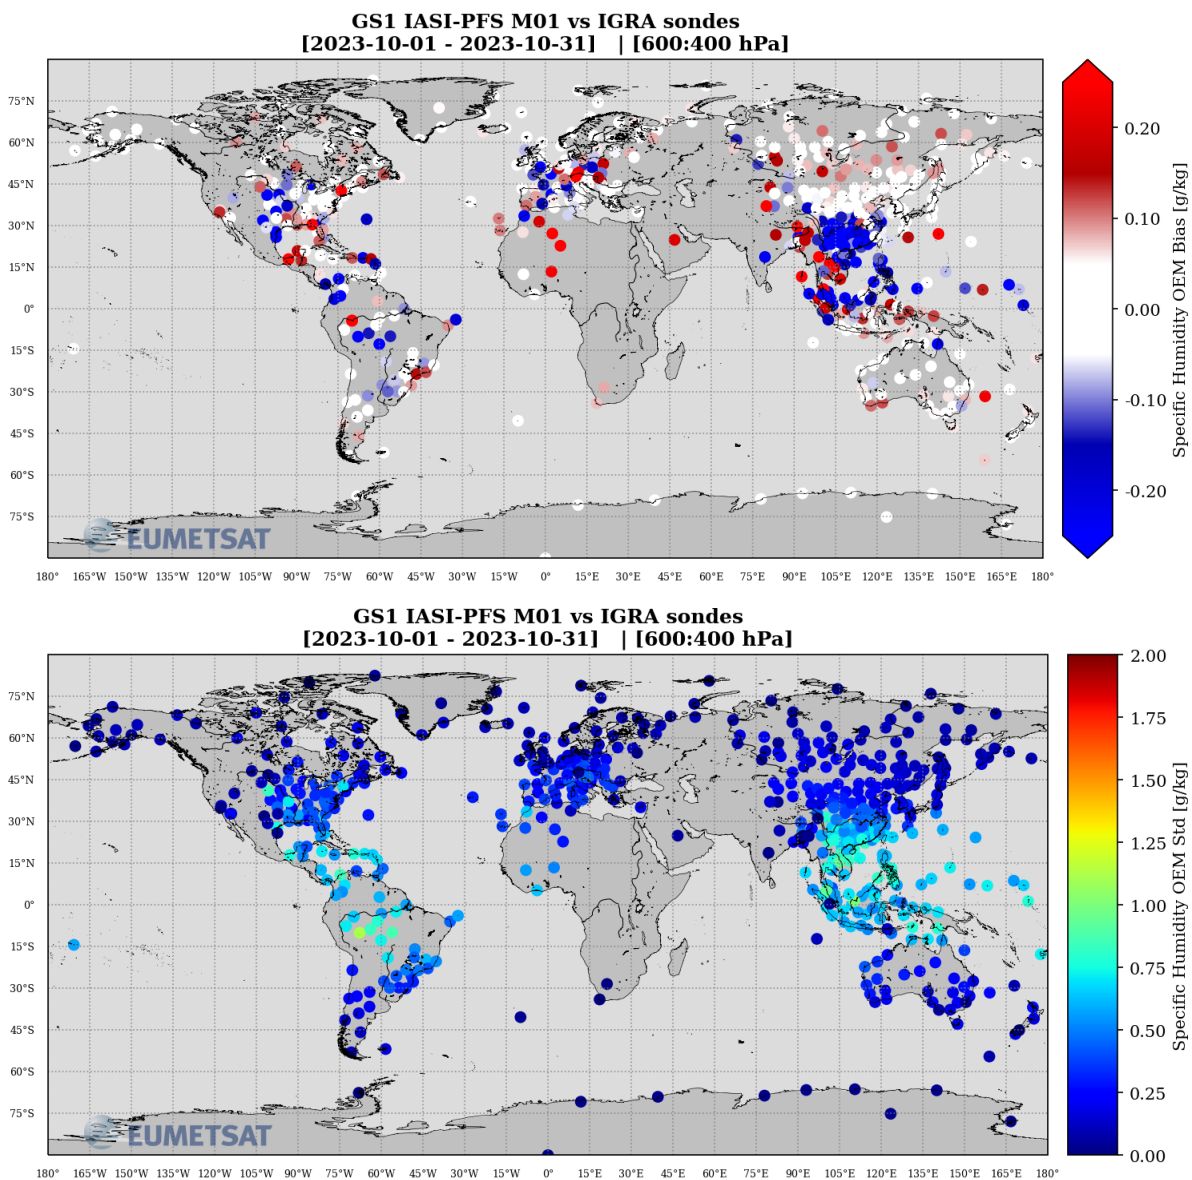 GS1 IASI-PFS M01 vs IGRA sondes
[2023-10-01 - 2023-10-31]   | [600:400 hPa]
75°N
60°N
45°N
30°N
15°N
0°
15°S
30°S
45°S
60°S
75°S
180° 165°W 150°W 135°W 120°W 105°W 90°W 75°W 60°W 45°W 30°W 15°W 0° 15°E 30°E 45°E 60°E 75°E 90°E 105°E 120°E 135°E 150°E 165°E 180°
EUMETSAT
0.20
0.10
0.00
-0.10
-0.20
Specific Humidity OEM Bias [g/kg]
GS1 IASI-PFS M01 vs IGRA sondes
[2023-10-01 - 2023-10-31]   | [600:400 hPa]
75°N
60°N
45°N
30°N
15°N
0°
15°S
30°S
45°S
60°S
75°S
180° 165°W 150°W 135°W 120°W 105°W 90°W 75°W 60°W 45°W 30°W 15°W 0° 15°E 30°E 45°E 60°E 75°E 90°E 105°E 120°E 135°E 150°E 165°E 180°
EUMETSAT
2.00
1.75
1.50
1.25
1.00
0.75
0.50
0.25
0.00
Specific Humidity OEM Std [g/kg]